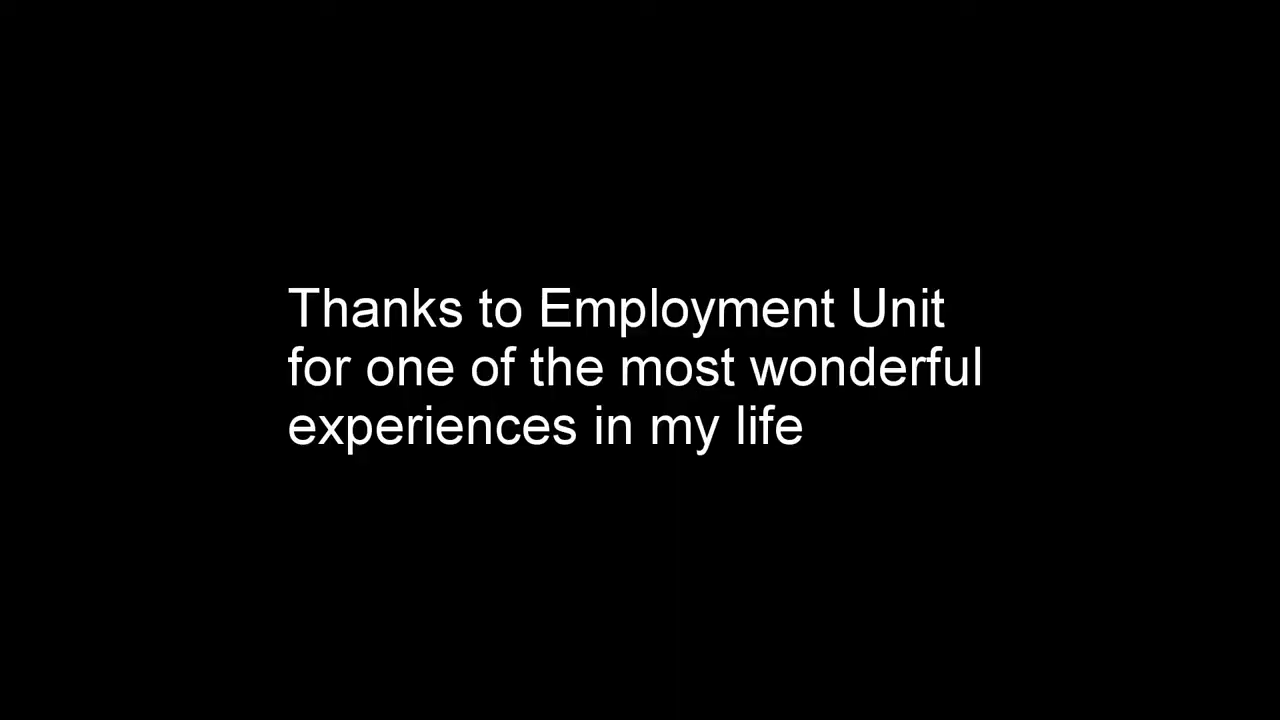 Thanks to Employment Unit
for one of the most wonderful
experiences in my life